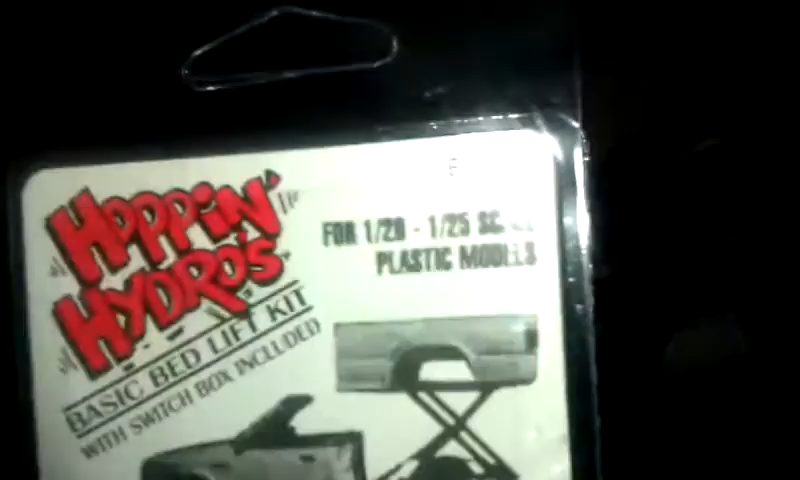 HOPPIN'
HYDRO'S
BASIC BED LIFT KIT
WITH SWITCH BOX INCLUDED
FOR 1/20 - 1/25
PLASTIC MODELS